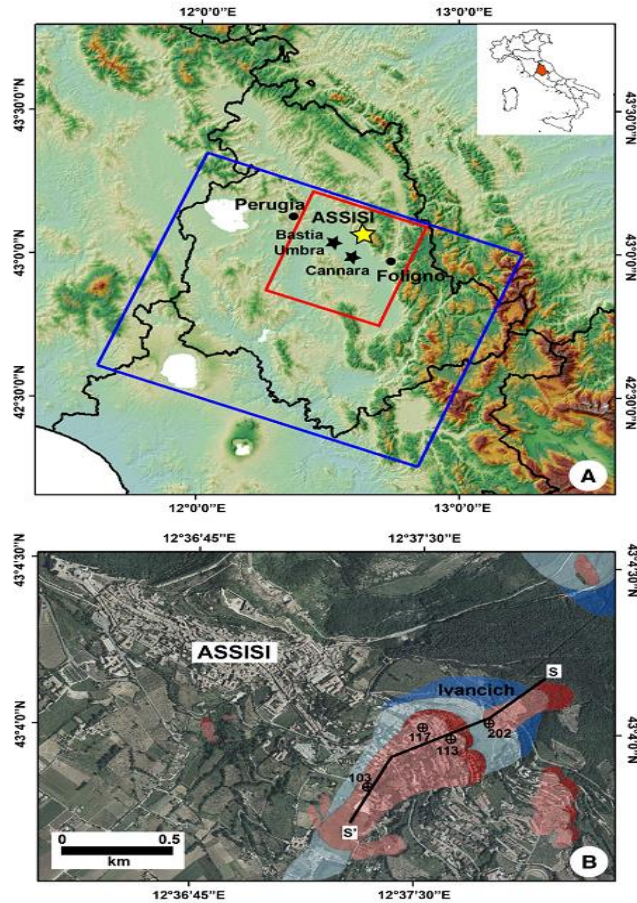 12°0'0"E
13°0'0"E
43°30'0"N
43°30'0"N
Perugia
ASSISI
Bastia
Umbra
Cannara
Foligno
43°0'0"N
43°0'0"N
42°30'0"N
42°30'0"N
A
12°0'0"E
13°0'0"E
12°36'45"E
12°37'30"E
43°4'30"N
43°4'30"N
ASSISI
S
Ivancich
202
117
113
43°4'0"N
43°4'0"N
103
S'
0
0.5
km
B
12°36'45"E
12°37'30"E